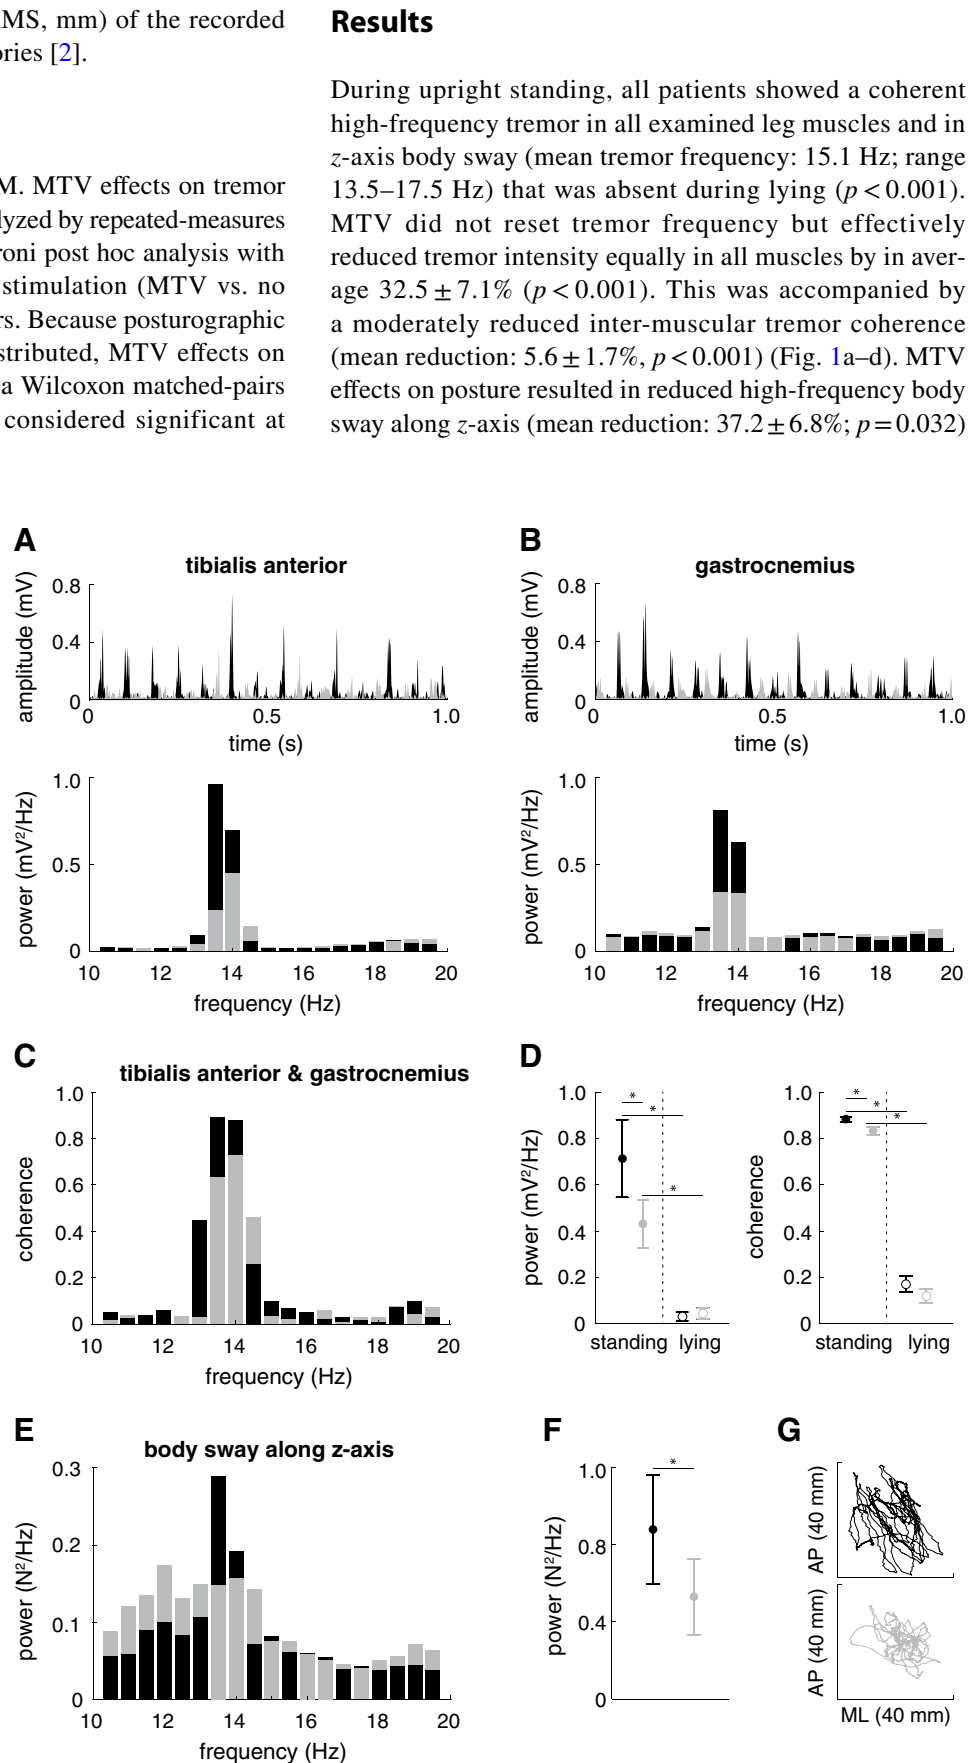 MS, mm) of the recorded
ories [2].
M. MTV effects on tremor
lyzed by repeated-measures
roni post hoc analysis with
stimulation (MTV vs. no
rs. Because posturographic
stributed, MTV effects on
a Wilcoxon matched-pairs
considered significant at
Results
During upright standing, all patients showed a coherent
high-frequency tremor in all examined leg muscles and in
z-axis body sway (mean tremor frequency: 15.1 Hz; range
13.5–17.5 Hz) that was absent during lying (p < 0.001).
MTV did not reset tremor frequency but effectively
reduced tremor intensity equally in all muscles by in aver-
age 32.5 ± 7.1% (p < 0.001). This was accompanied by
a moderately reduced inter-muscular tremor coherence
(mean reduction: 5.6 ± 1.7%, p < 0.001) (Fig. 1a–d). MTV
effects on posture resulted in reduced high-frequency body
sway along z-axis (mean reduction: 37.2 ± 6.8%; p = 0.032)
A
tibialis anterior
amplitude (mV)
0.8
0.4
0
0 0.5 1.0
time (s)
power (mV²/Hz)
1.0
0.5
0
10 12 14 16 18 20
frequency (Hz)
B
gastrocnemius
amplitude (mV)
0.8
0.4
0
0 0.5 1.0
time (s)
power (mV²/Hz)
1.0
0.5
0
10 12 14 16 18 20
frequency (Hz)
C
tibialis anterior & gastrocnemius
coherence
1.0
0.8
0.6
0.4
0.2
0
10 12 14 16 18 20
frequency (Hz)
D
power (mV²/Hz)
1.0
0.8
0.6
0.4
0.2
0
* * *
standing lying
coherence
1.0
0.8
0.6
0.4
0.2
0
* * *
standing lying
E
body sway along z-axis
power (N²/Hz)
0.3
0.2
0.1
0
10 12 14 16 18 20
frequency (Hz)
F
power (N²/Hz)
1.0
0.8
0.4
0
*
G
AP (40 mm)
AP (40 mm)
ML (40 mm)